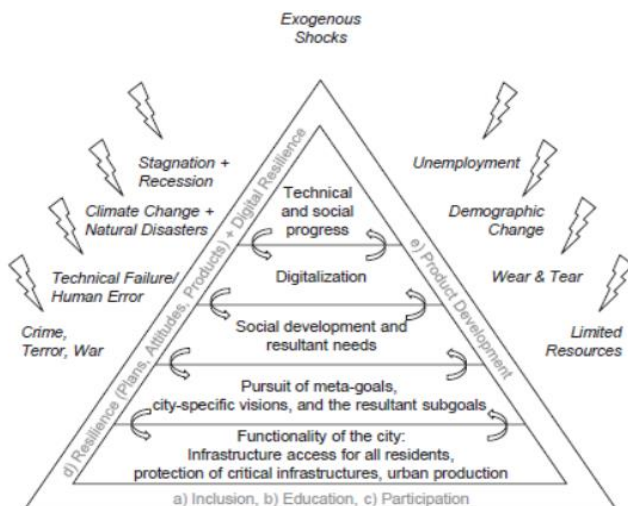 Exogenous
Shocks
Stagnation +
Recession
Climate Change +
Natural Disasters
Technical Failure/
Human Error
Crime,
Terror, War
Unemployment
Demographic
Change
Wear & Tear
Limited
Resources
d) Resilience (Plans, Attitudes, Products) + Digital Resilience
e) Product Development
Technical
and social
progress
Digitalization
Social development and
resultant needs
Pursuit of meta-goals,
city-specific visions, and the resultant subgoals
Functionality of the city:
Infrastructure access for all residents,
protection of critical infrastructures, urban production
a) Inclusion, b) Education, c) Participation